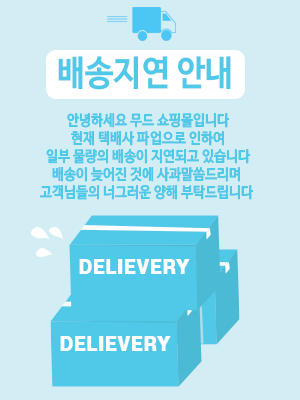 배송지연 안내
안녕하세요 무드 쇼핑몰입니다
현재 택배사 파업으로 인하여
일부 물량의 배송이 지연되고 있습니다
배송이 늦어진 것에 사과말씀드리며
고객님들의 너그러운 양해 부탁드립니다
DELIEVERY
DELIEVERY